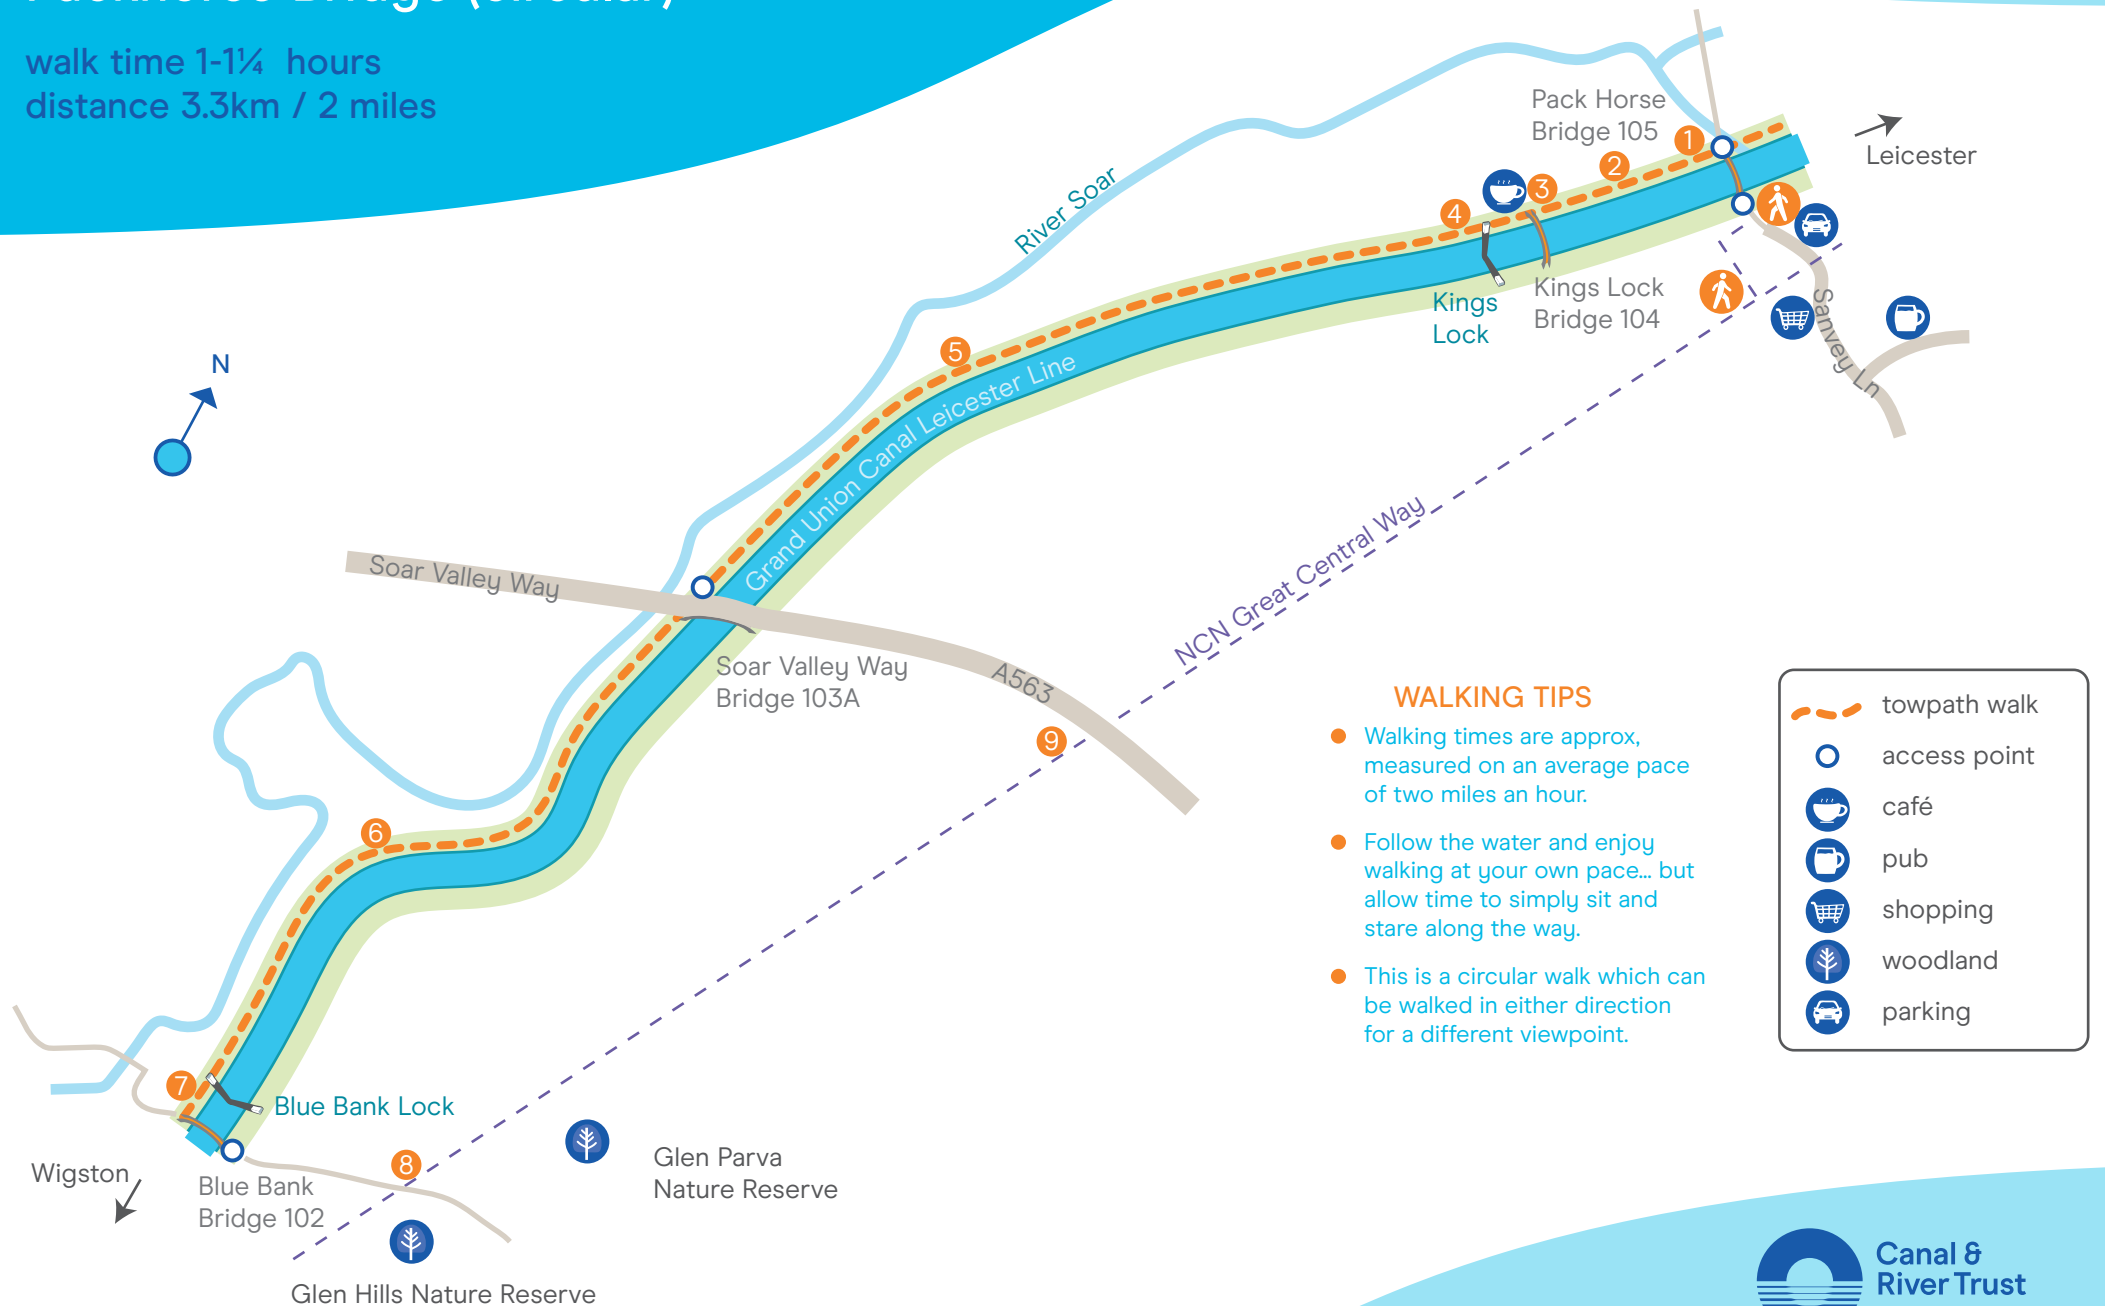 walk time 1-1¼ hours
distance 3.3km / 2 miles
Pack Horse
Bridge 105
Leicester
1
2
3
4
River Soar
Kings
Lock
Kings Lock
Bridge 104
Sanvey Ln
5
N
Grand Union Canal Leicester Line
NCN Great Central Way
Soar Valley Way
Soar Valley Way
Bridge 103A
A563
9
6
WALKING TIPS
Walking times are approx,
measured on an average pace
of two miles an hour.
Follow the water and enjoy
walking at your own pace... but
allow time to simply sit and
stare along the way.
This is a circular walk which can
be walked in either direction
for a different viewpoint.
towpath walk
access point
café
pub
shopping
woodland
parking
7
Blue Bank Lock
8
Wigston
Blue Bank
Bridge 102
Glen Parva
Nature Reserve
Glen Hills Nature Reserve
Canal &
River Trust